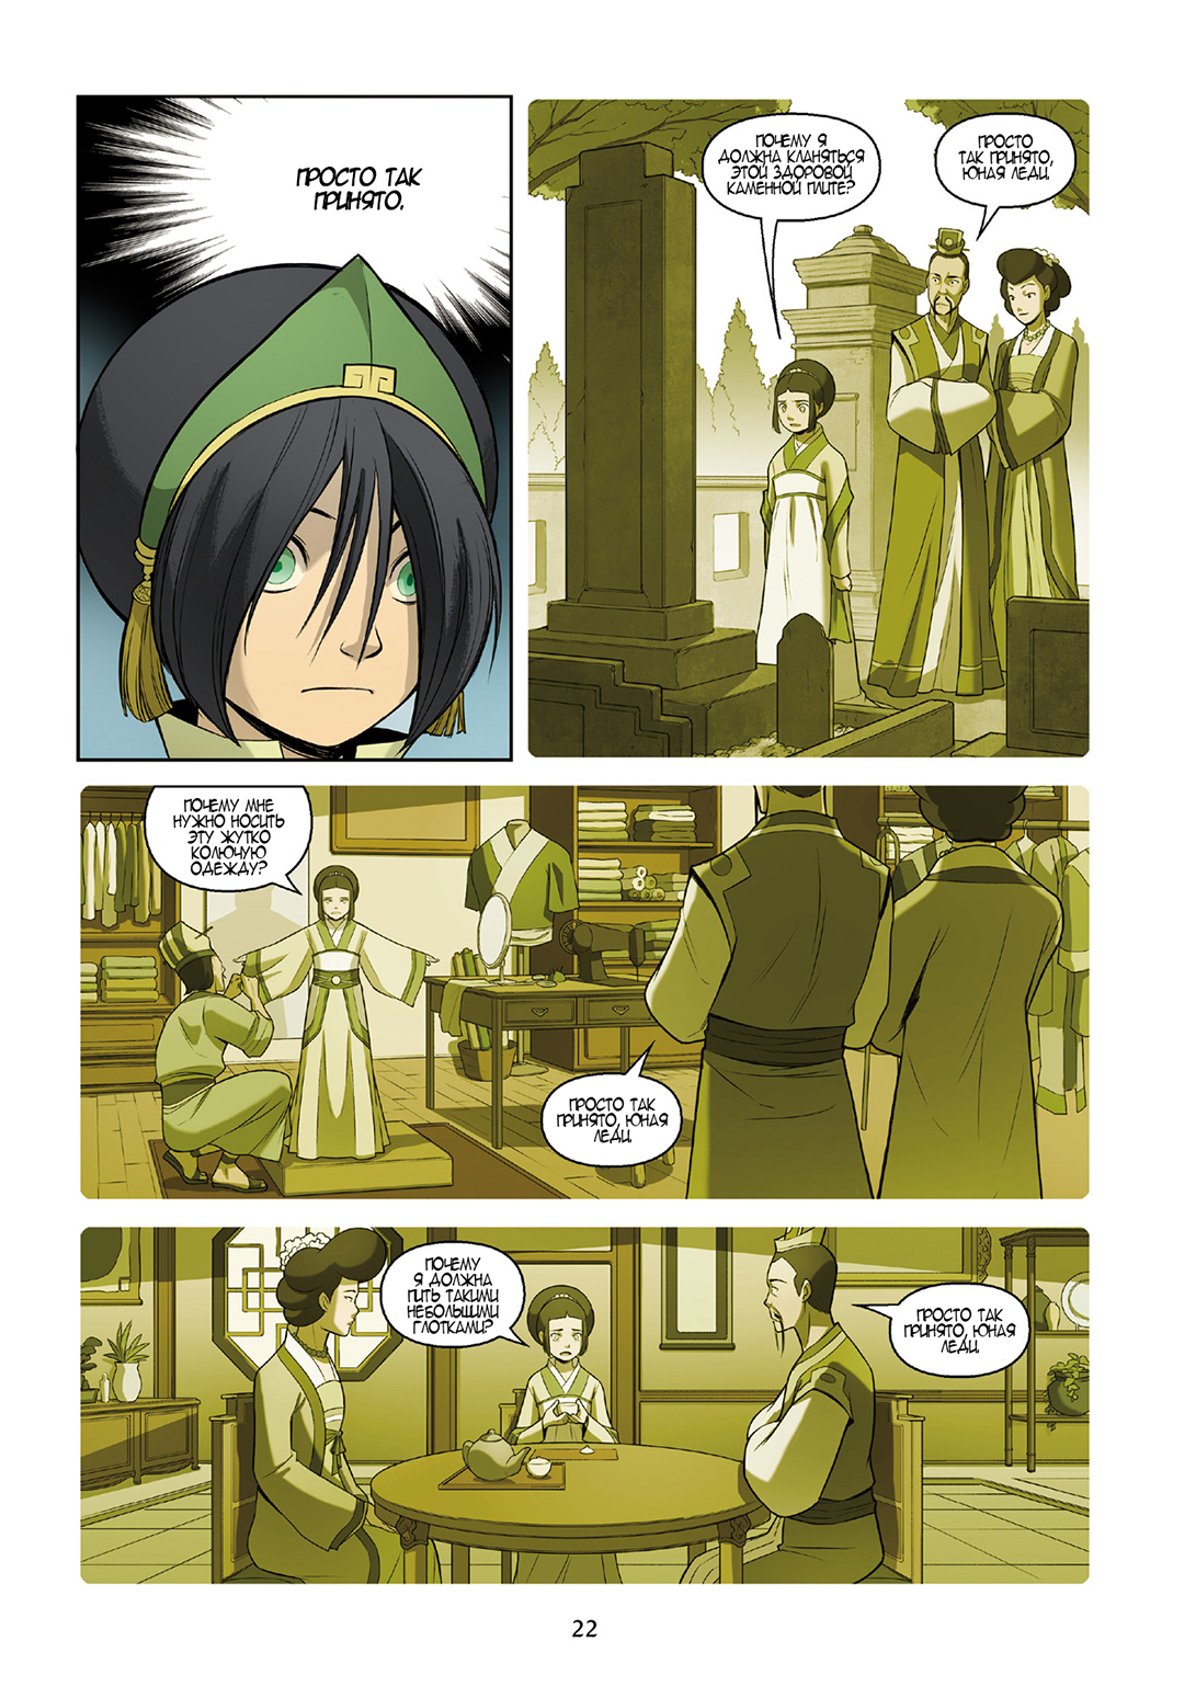 ПРОСТО ТАК
ПРИНЯТО.
ПОЧЕМУ Я
ДОЛЖНА КЛАНЯТЬСЯ
ЭТОЙ ЗДОРОВОЙ
КАМЕННОЙ ПЛИТЕ?
ПРОСТО
ТАК ПРИНЯТО,
ЮНАЯ ЛЕДИ.
ПОЧЕМУ МНЕ
НУЖНО НОСИТЬ
ЭТУ ЖУТКО
КОЛЮЧУЮ
ОДЕЖДУ?
ПРОСТО ТАК
ПРИНЯТО, ЮНАЯ
ЛЕДИ.
ПОЧЕМУ
Я ДОЛЖНА
ПИТЬ ТАКИМИ
НЕБОЛЬШИМИ
ГЛОТКАМИ?
ПРОСТО ТАК
ПРИНЯТО, ЮНАЯ
ЛЕДИ.
22